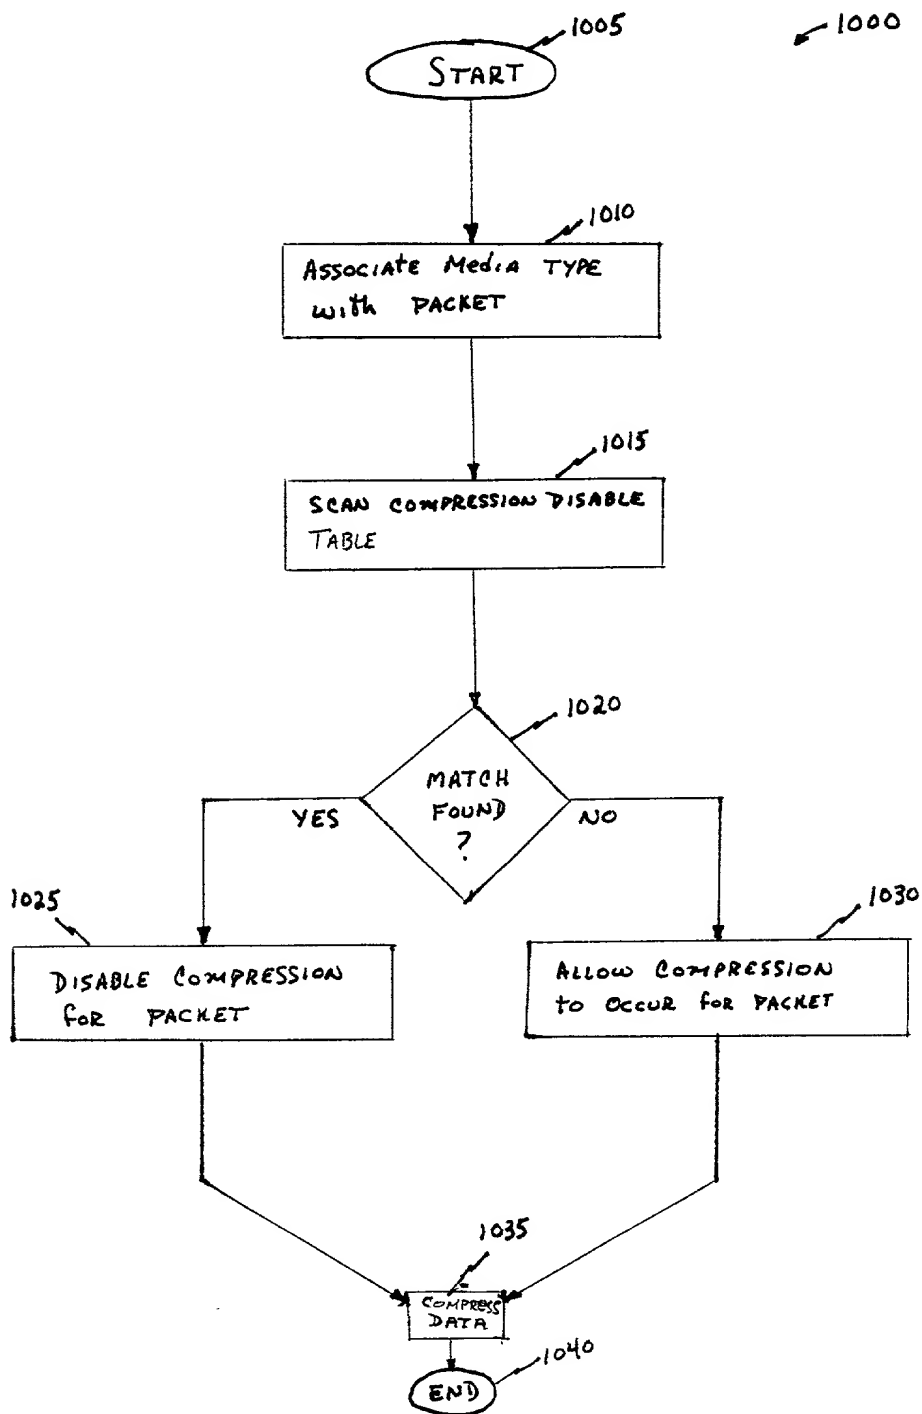 1005
1000
START
1010
ASSOCIATE MEDIA TYPE
with PACKET
1015
SCAN COMPRESSION DISABLE
TABLE
1020
MATCH
FOUND
?
YES
NO
1025
1030
DISABLE COMPRESSION
for PACKET
ALLOW COMPRESSION
to OCCUR for PACKET
1035
COMPRESS
DATA
1040
END